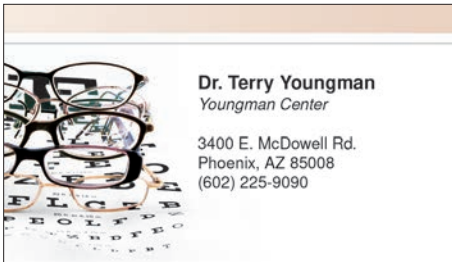 Dr. Terry Youngman
Youngman Center
3400 E. McDowell Rd.
Phoenix, AZ 85008
(602) 225-9090
F L C
B E O L F D